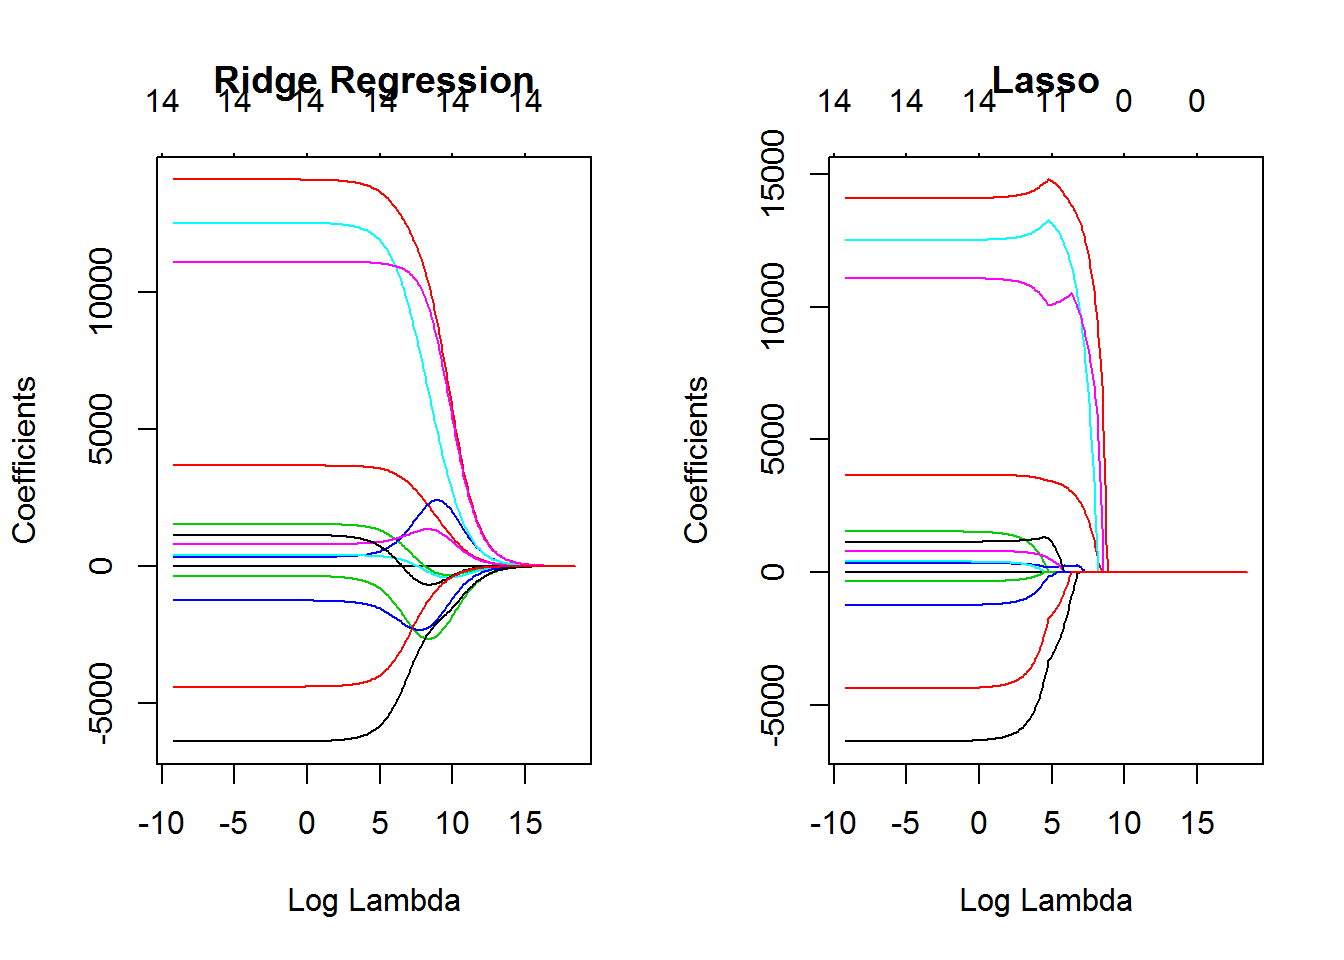 Ridge Regression
14 14 14 14 14 14
Coefficients
10000
5000
0
-5000
-10 -5 0 5 10 15
Log Lambda
Lasso
14 14 14 11 0 0
Coefficients
15000
10000
5000
0
-5000
-10 -5 0 5 10 15
Log Lambda